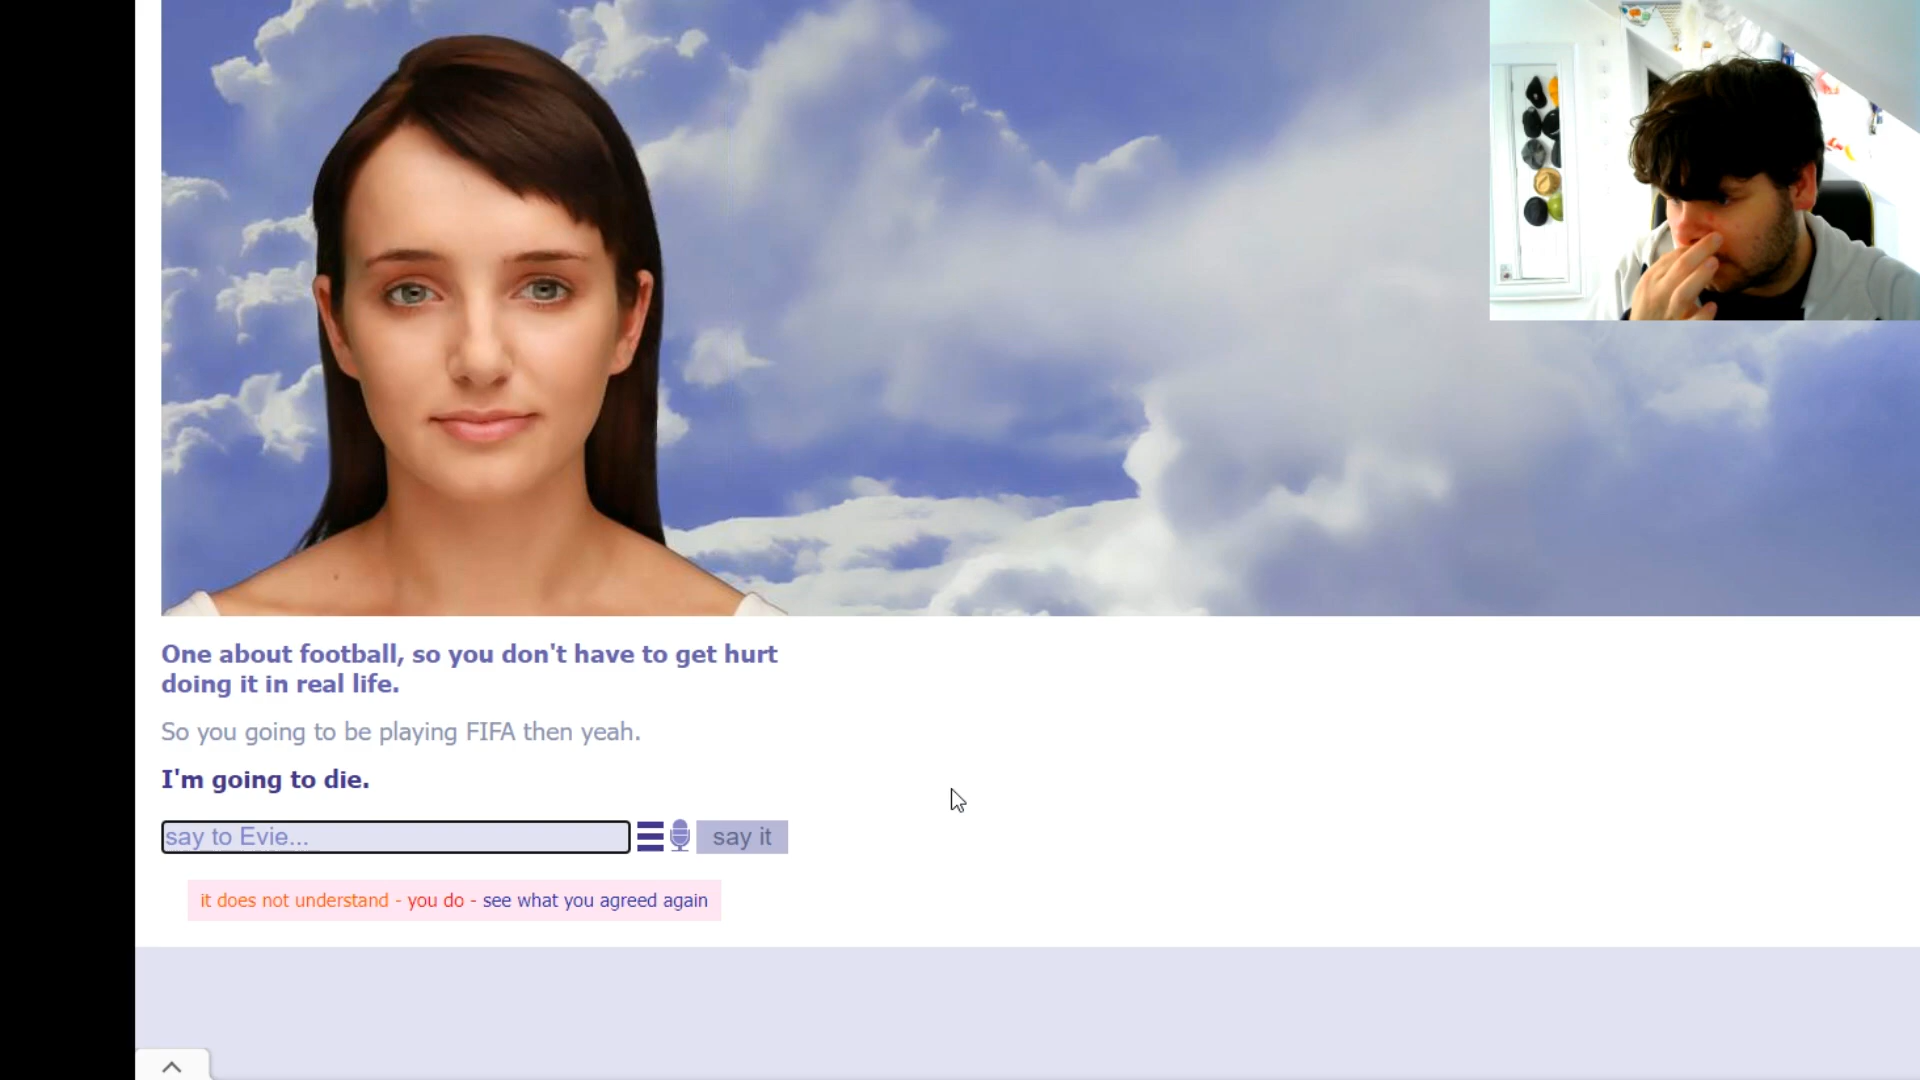 One about football, so you don't have to get hurt
doing it in real life.
So you going to be playing FIFA then yeah.
I'm going to die.
say to Evie...
say it
it does not understand - you do - see what you agreed again